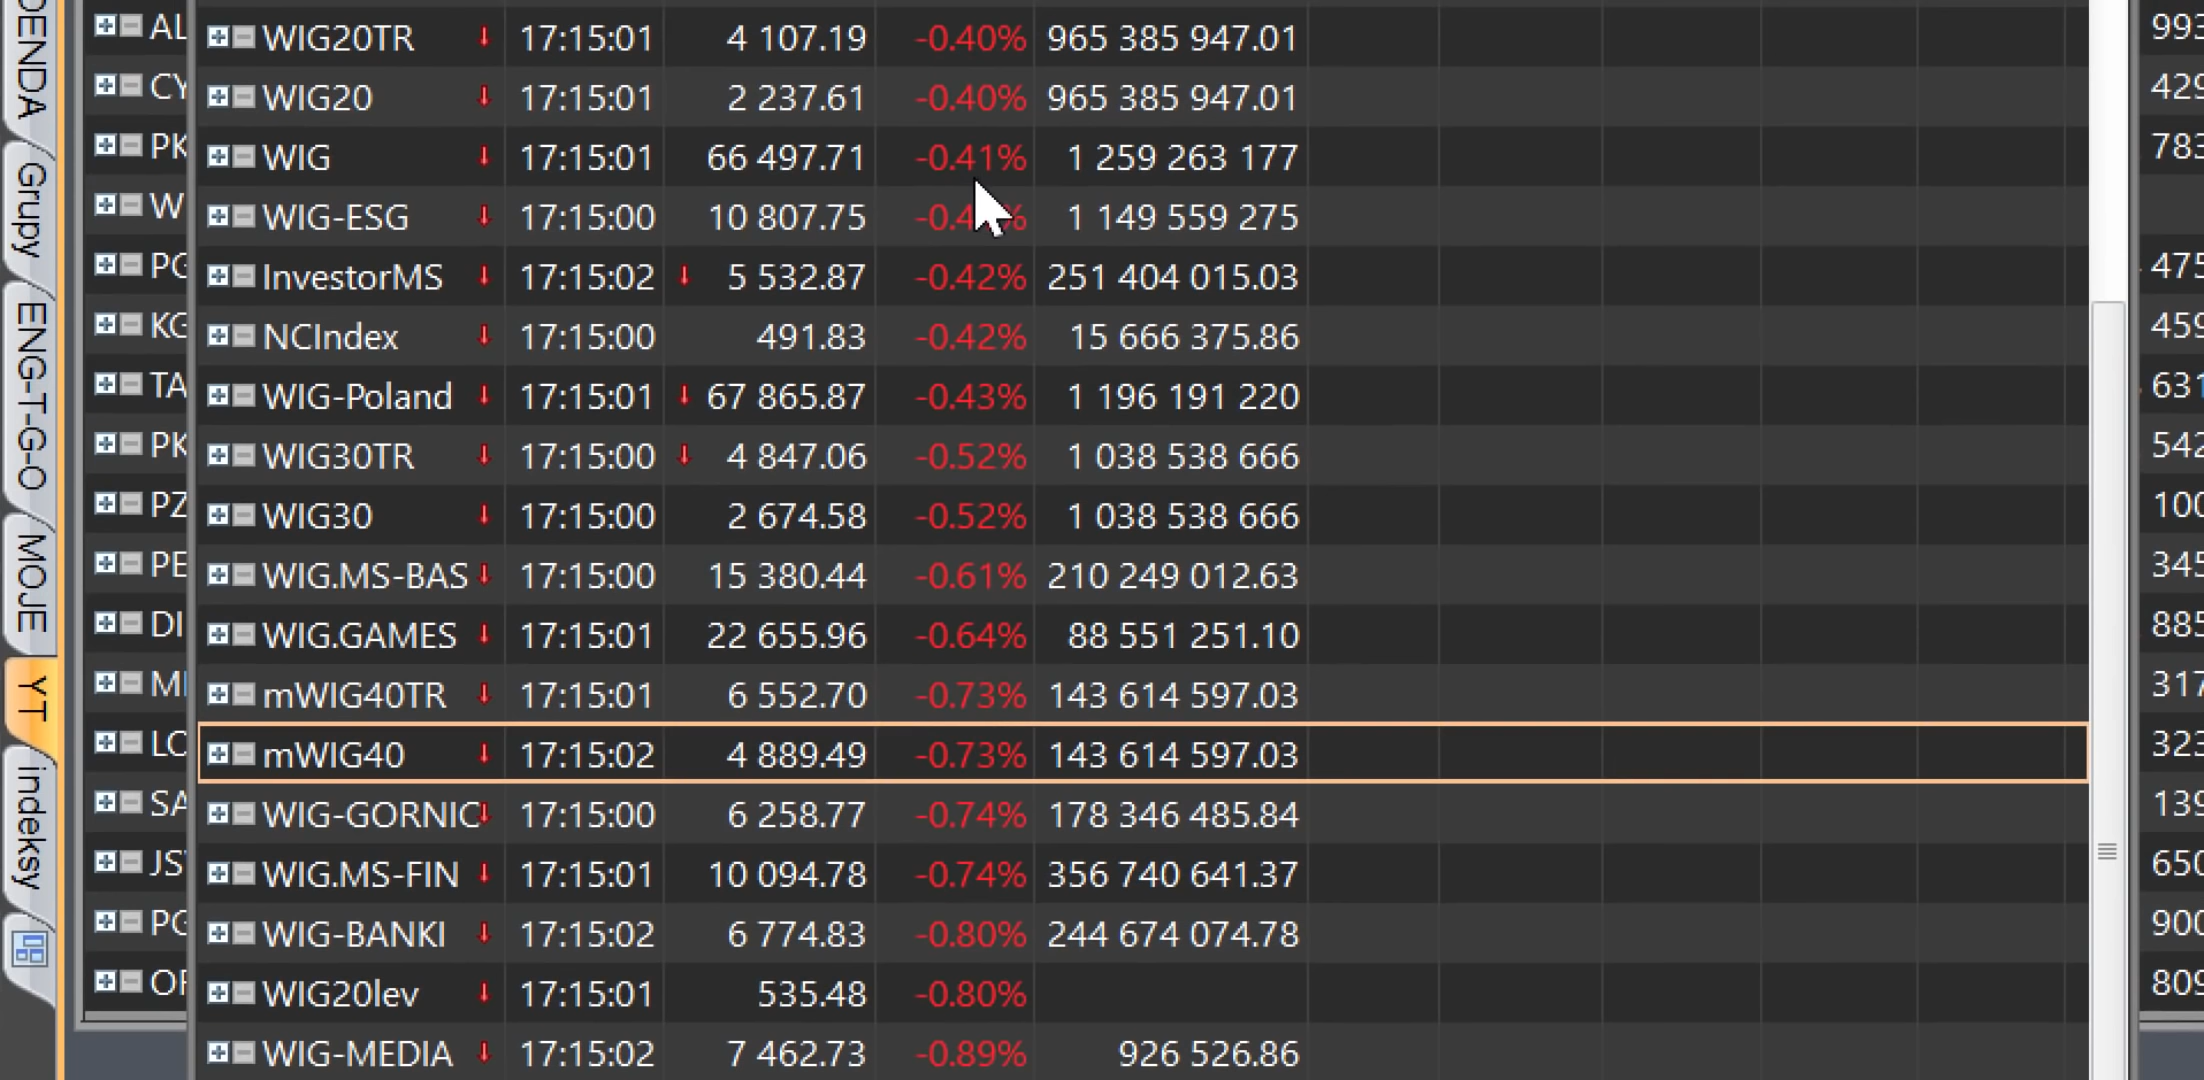 WIG20TR 17:15:01 4 107.19 -0.40% 965 385 947.01
WIG20 17:15:01 2 237.61 -0.40% 965 385 947.01
WIG 17:15:01 66 497.71 -0.41% 1 259 263 177
WIG-ESG 17:15:00 10 807.75 1 149 559 275
InvestorMS 17:15:02 5 532.87 -0.42% 251 404 015.03
NCIndex 17:15:00 491.83 -0.42% 15 666 375.86
WIG-Poland 17:15:01 67 865.87 -0.43% 1 196 191 220
WIG30TR 17:15:00 4 847.06 -0.52% 1 038 538 666
WIG30 17:15:00 2 674.58 -0.52% 1 038 538 666
WIG.MS-BAS 17:15:00 15 380.44 -0.61% 210 249 012.63
WIG.GAMES 17:15:01 22 655.96 -0.64% 88 551 251.10
mWIG40TR 17:15:01 6 552.70 -0.73% 143 614 597.03
mWIG40 17:15:02 4 889.49 -0.73% 143 614 597.03
WIG-GORNIC 17:15:00 6 258.77 -0.74% 178 346 485.84
WIG.MS-FIN 17:15:01 10 094.78 -0.74% 356 740 641.37
WIG-BANKI 17:15:02 6 774.83 -0.80% 244 674 074.78
WIG20lev 17:15:01 535.48 -0.80%
WIG-MEDIA 17:15:02 7 462.73 -0.89% 926 526.86
Grupy
ENG-T-G-O
MOJE
YT
indeksy